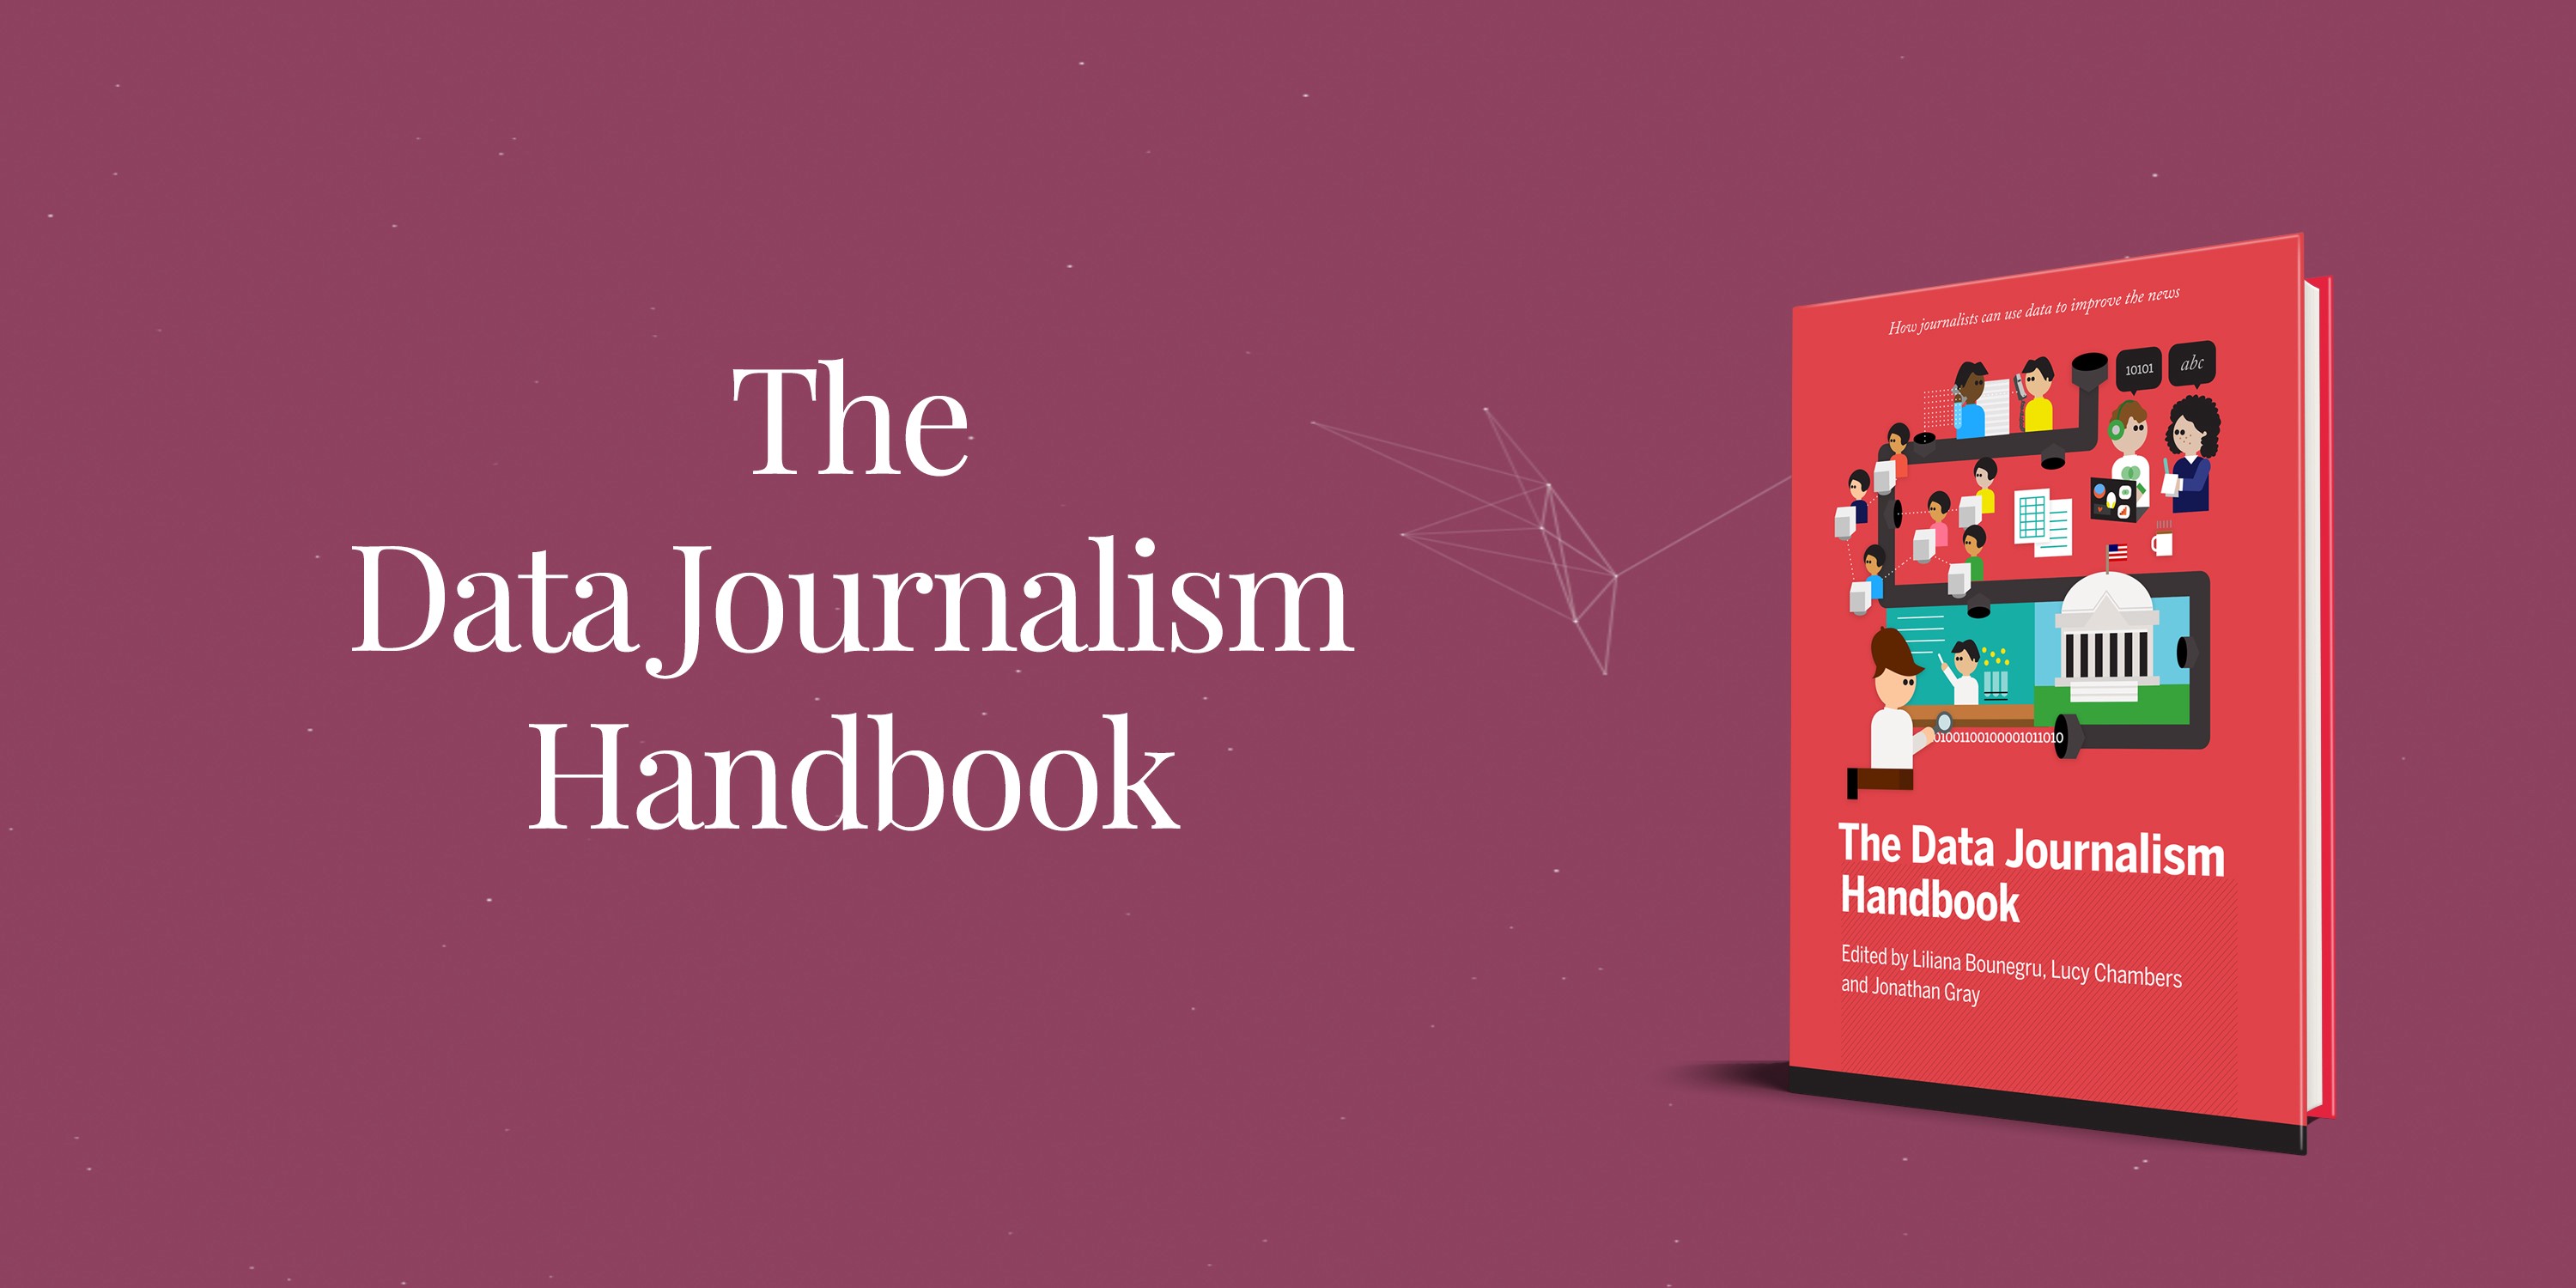 The
Data Journalism
Handbook
How journalists can use data to improve the news
10101
abc
01001100100001011010
The Data Journalism
Handbook
Edited by Liliana Bounegru, Lucy Chambers
and Jonathan Gray